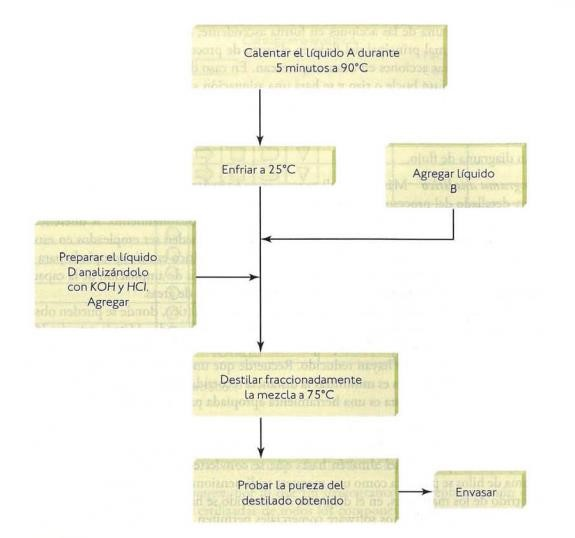 Calentar el líquido A durante
5 minutos a 90°C
Enfriar a 25°C
Agregar líquido
B
Preparar el líquido
D analizándolo
con KOH y HCl.
Agregar
Destilar fraccionadamente
la mezcla a 75°C
Probar la pureza del
destilado obtenido
Envasar